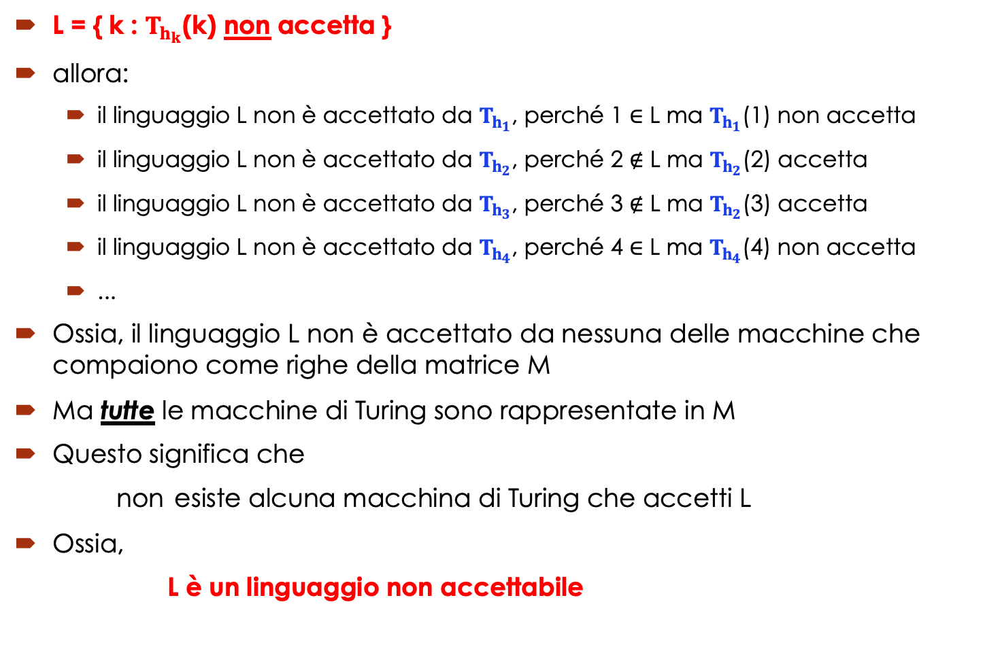 L = { k : T_{h_k}(k) non accetta }
allora:
il linguaggio L non è accettato da T_{h_1}, perché 1 ∈ L ma T_{h_1}(1) non accetta
il linguaggio L non è accettato da T_{h_2}, perché 2 ∉ L ma T_{h_2}(2) accetta
il linguaggio L non è accettato da T_{h_3}, perché 3 ∉ L ma T_{h_2}(3) accetta
il linguaggio L non è accettato da T_{h_4}, perché 4 ∈ L ma T_{h_4}(4) non accetta
...
Ossia, il linguaggio L non è accettato da nessuna delle macchine che
compaiono come righe della matrice M
Ma tutte le macchine di Turing sono rappresentate in M
Questo significa che
non esiste alcuna macchina di Turing che accetti L
Ossia,
L è un linguaggio non accettabile